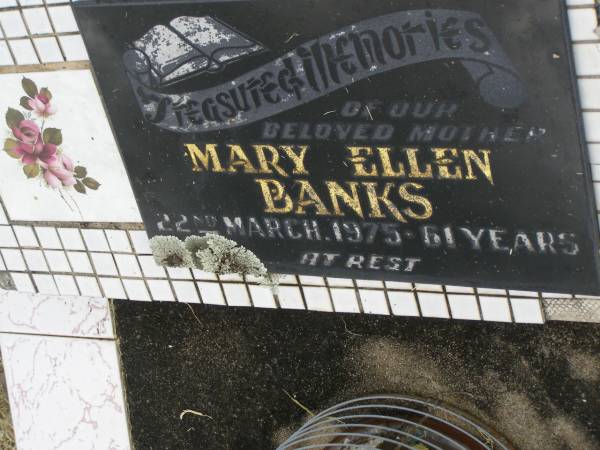 Treasured Memories
OF OUR
BELOVED MOTHER
MARY ELLEN
BANKS
22ND MARCH. 1975 - 61 YEARS
AT REST